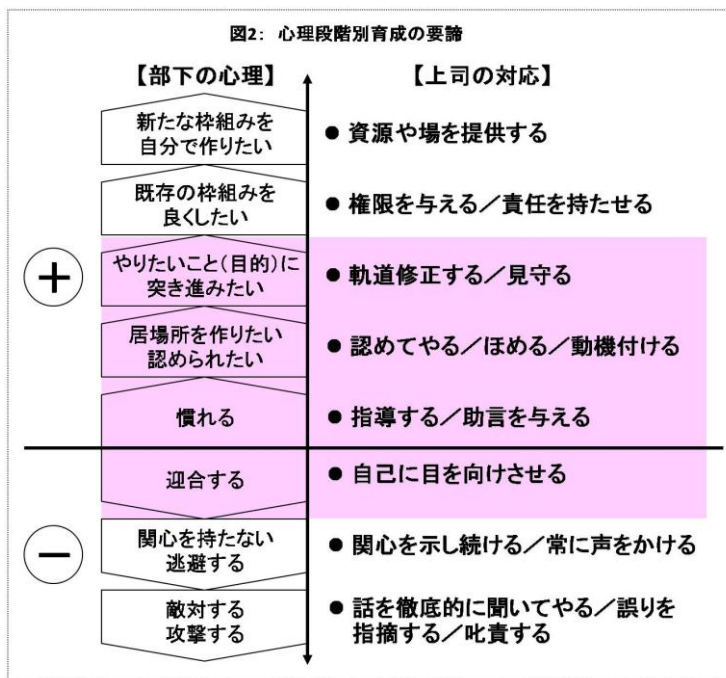 図2： 心理段階別育成の要諦
【部下の心理】
【上司の対応】
新たな枠組みを
自分で作りたい
● 資源や場を提供する
既存の枠組みを
良くしたい
● 権限を与える／責任を持たせる
＋
やりたいこと（目的）に
突き進みたい
● 軌道修正する／見守る
居場所を作りたい
認められたい
● 認めてやる／ほめる／動機付ける
慣れる
● 指導する／助言を与える
迎合する
● 自己に目を向けさせる
－
関心を持たない
逃避する
● 関心を示し続ける／常に声をかける
敵対する
攻撃する
● 話を徹底的に聞いてやる／誤りを
指摘する／叱責する